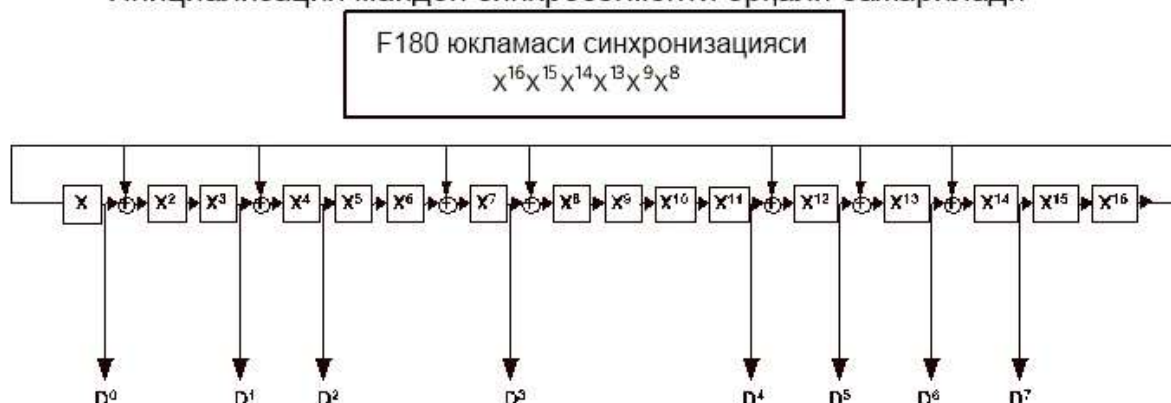 F180 юкламаси синхронизацияси
X¹⁶X¹⁵X¹⁴X¹³X⁹X⁸
X X² X³ X⁴ X⁵ X⁶ X⁷ X⁸ X⁹ X¹⁰ X¹¹ X¹² X¹³ X¹⁴ X¹⁵ X¹⁶
D⁰ D¹ D² D³ D⁴ D⁵ D⁶ D⁷